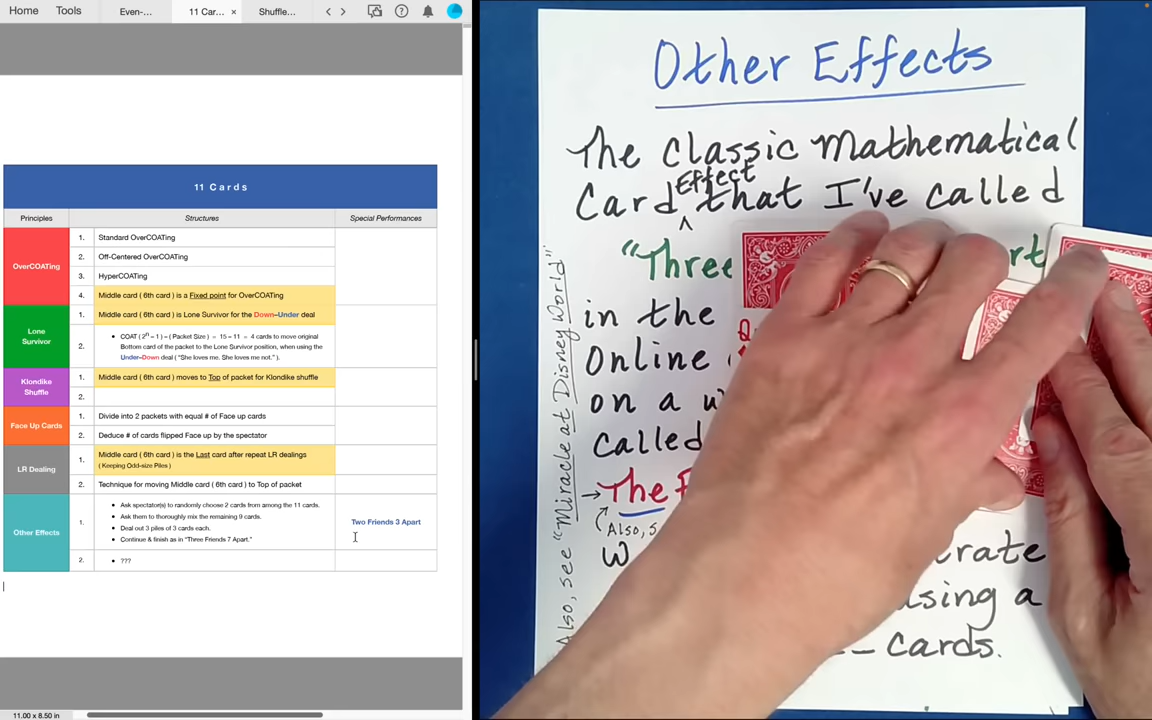 Home Tools Even-... 11 Car... × Shuffle...
11 Cards
Principles Structures Special Performances
OverCOATing
1. Standard OverCOATing
2. Off-Centered OverCOATing
3. HyperCOATing
4. Middle card ( 6th card ) is a Fixed point for OverCOATing
Lone
Survivor
1. Middle card ( 6th card ) is Lone Survivor for the Down–Under deal
2. • COAT ( 2ⁿ – 1 ) – ( Packet Size ) = 15 – 11 = 4 cards to move original
Bottom card of the packet to the Lone Survivor position, when using the
Under–Down deal ( "She loves me. She loves me not." ).
Klondike
Shuffle
1. Middle card ( 6th card ) moves to Top of packet for Klondike shuffle
2.
Face Up Cards
1. Divide into 2 packets with equal # of Face up cards
2. Deduce # of cards flipped Face up by the spectator
LR Dealing
1. Middle card ( 6th card ) is the Last card after repeat LR dealings
( Keeping Odd-size Piles )
2. Technique for moving Middle card ( 6th card ) to Top of packet
Other Effects
1. • Ask spectator(s) to randomly choose 2 cards from among the 11 cards.
• Ask them to thoroughly mix the remaining 9 cards.
• Deal out 3 piles of 3 cards each.
• Continue & finish as in "Three Friends 7 Apart."
Two Friends 3 Apart
2. • ???
11.00 x 8.50 in
Other Effects
The Classic Mathematical
Card Effect that I've called
"Three
in the
Online
on a
called
→ The
Also,
using a
cards.
Also, see "Miracle at Disney World"